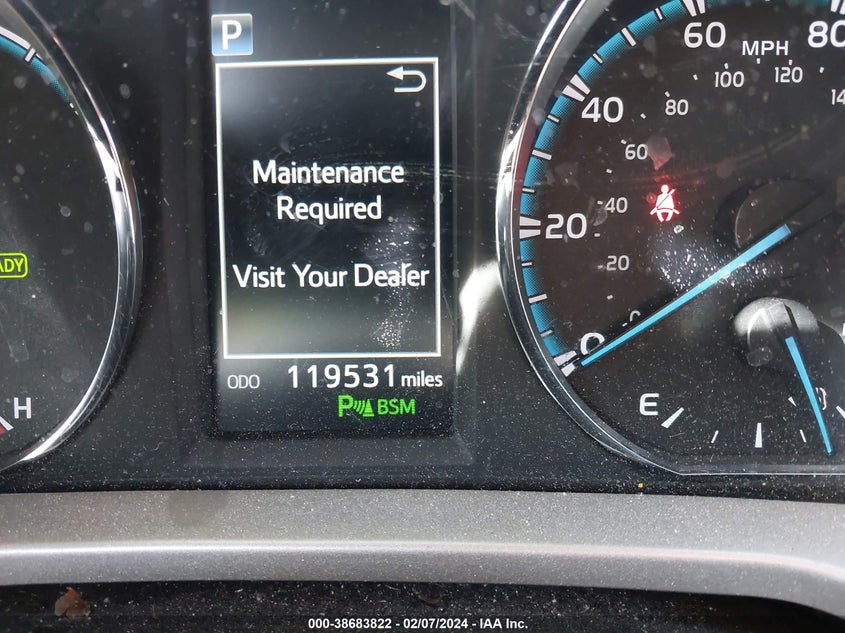 P
Maintenance
Required
Visit Your Dealer
ODO 119531 miles
P BSM
ADY
H
0
20
40
60
80
MPH
20
40
60
80
100
120
E
000-38683822 - 02/07/2024 - IAA Inc.